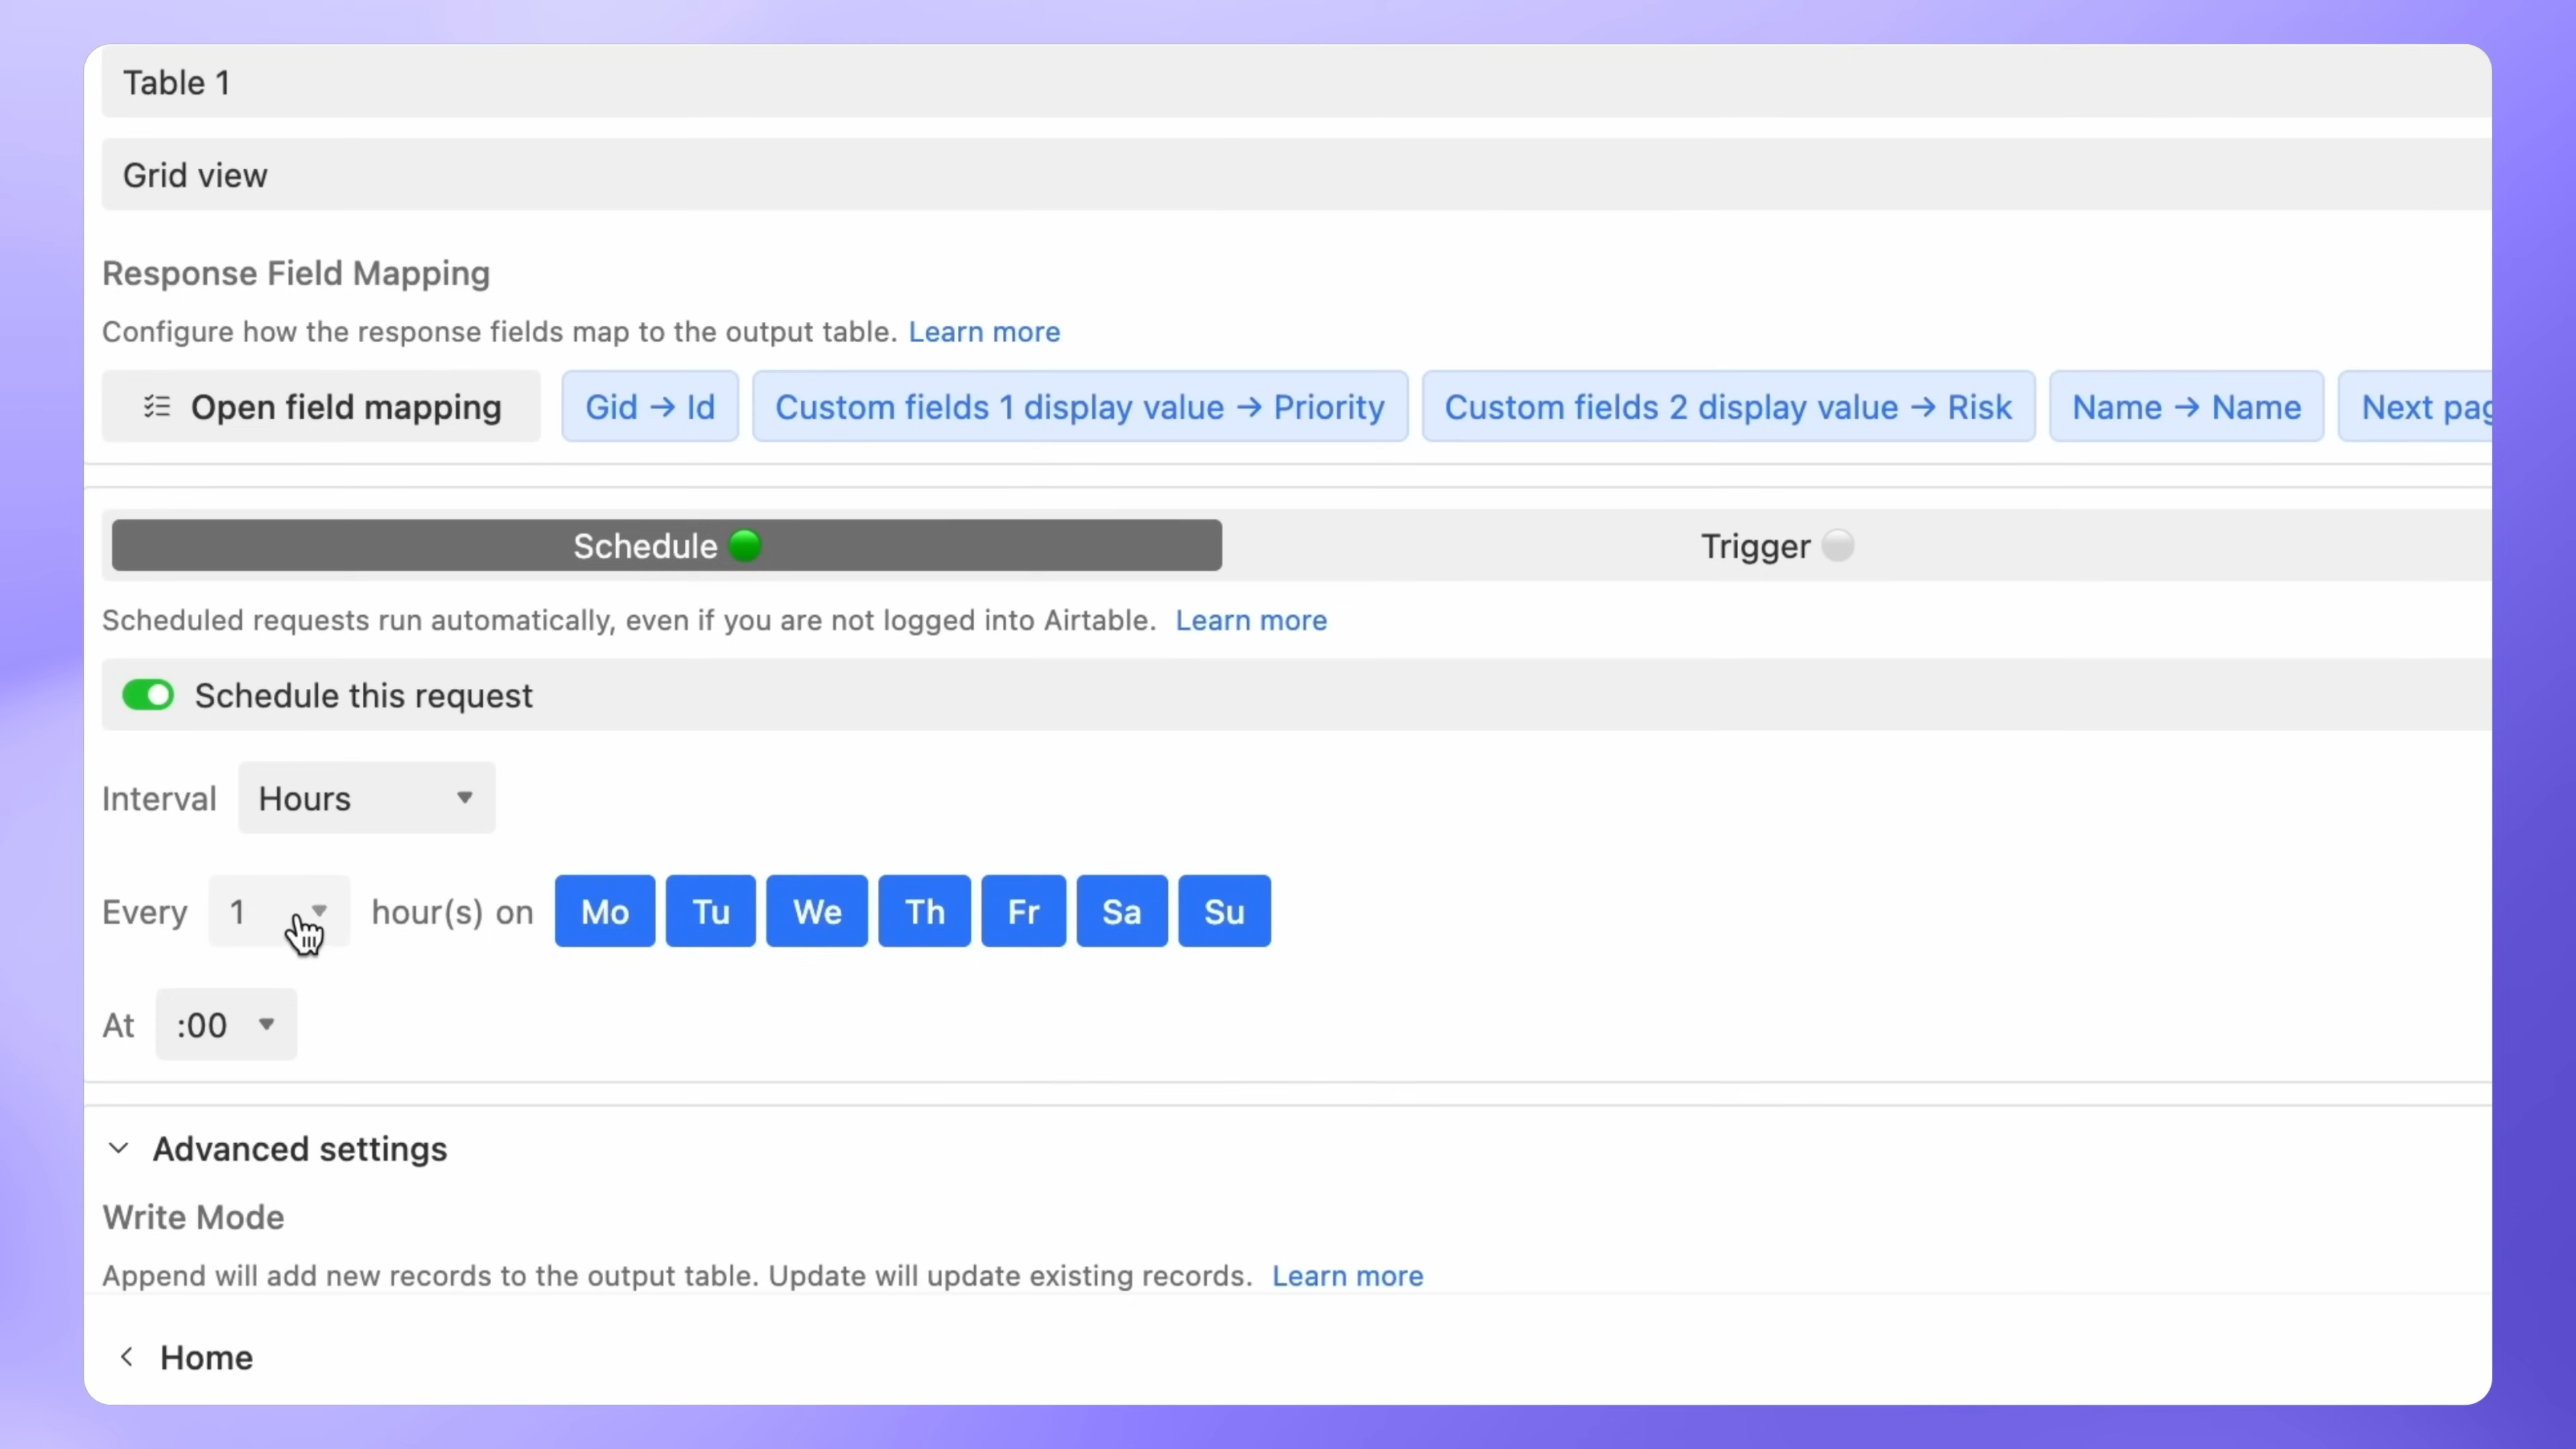 Table 1
Grid view
Response Field Mapping
Configure how the response fields map to the output table. Learn more
Open field mapping Gid → Id Custom fields 1 display value → Priority Custom fields 2 display value → Risk Name → Name Next pag
Schedule Trigger
Scheduled requests run automatically, even if you are not logged into Airtable. Learn more
Schedule this request
Interval Hours
Every 1 hour(s) on Mo Tu We Th Fr Sa Su
At :00
Advanced settings
Write Mode
Append will add new records to the output table. Update will update existing records. Learn more
Home